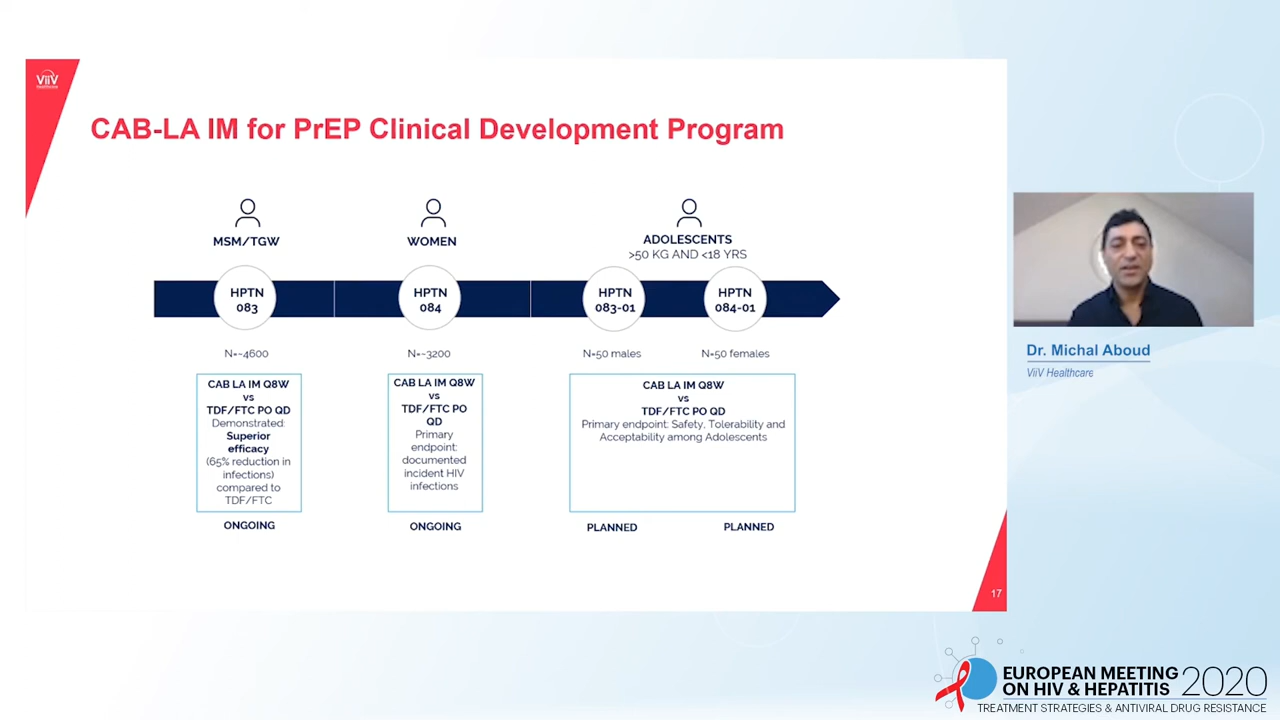 ViiV
CAB-LA IM for PrEP Clinical Development Program
MSM/TGW
WOMEN
ADOLESCENTS
>50 KG AND <18 YRS
HPTN
083
HPTN
084
HPTN
083-01
HPTN
084-01
N=~4600
N=~3200
N=50 males
N=50 females
CAB LA IM Q8W
vs
TDF/FTC PO QD
Demonstrated:
Superior
efficacy
(65% reduction in
infections)
compared to
TDF/FTC
CAB LA IM Q8W
vs
TDF/FTC PO
QD
Primary
endpoint:
documented
incident HIV
infections
CAB LA IM Q8W
vs
TDF/FTC PO QD
Primary endpoint: Safety, Tolerability and
Acceptability among Adolescents
ONGOING
ONGOING
PLANNED
PLANNED
17
Dr. Michal Aboud
ViiV Healthcare
EUROPEAN MEETING
ON HIV & HEPATITIS 2020
TREATMENT STRATEGIES & ANTIVIRAL DRUG RESISTANCE